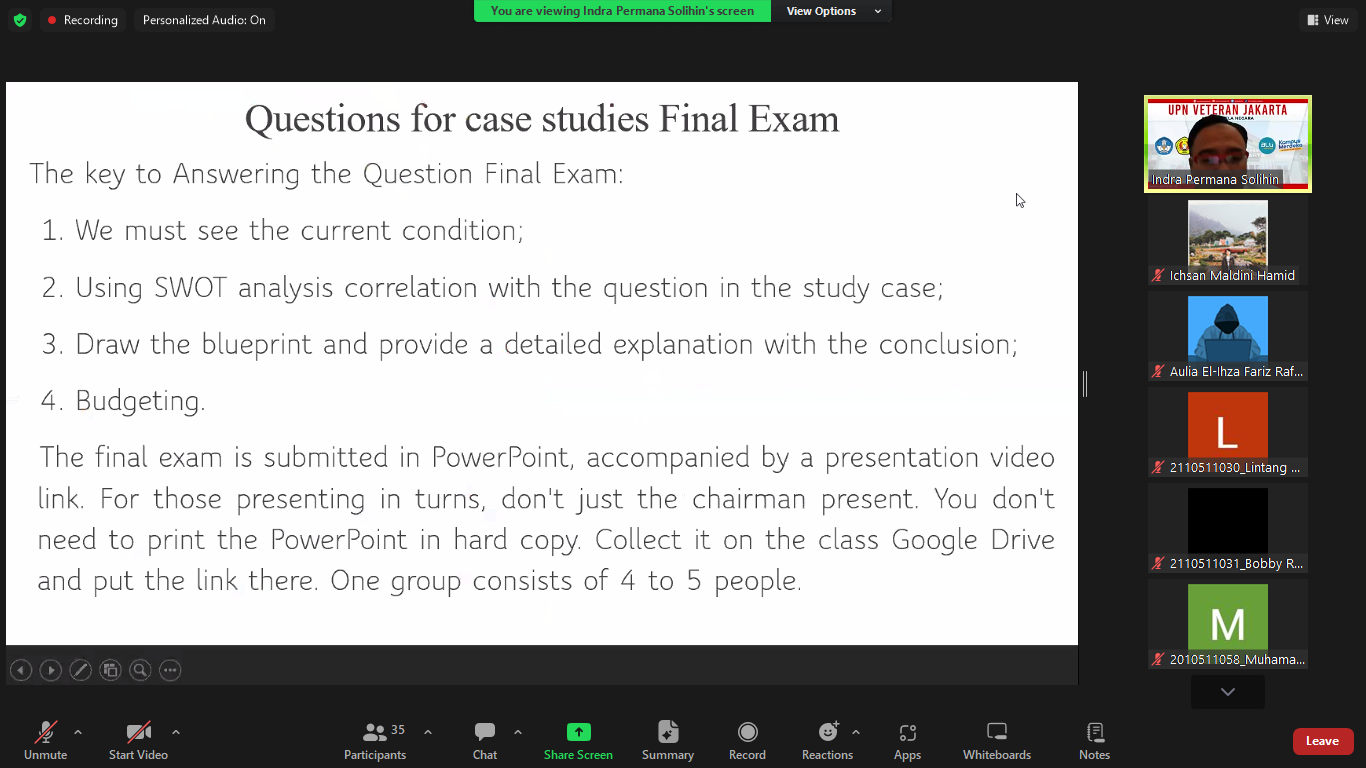 Recording
Personalized Audio: On
You are viewing Indra Permana Solihin's screen
View Options
View
Questions for case studies Final Exam
The key to Answering the Question Final Exam:
1. We must see the current condition;
2. Using SWOT analysis correlation with the question in the study case;
3. Draw the blueprint and provide a detailed explanation with the conclusion;
4. Budgeting.
The final exam is submitted in PowerPoint, accompanied by a presentation video
link. For those presenting in turns, don't just the chairman present. You don't
need to print the PowerPoint in hard copy. Collect it on the class Google Drive
and put the link there. One group consists of 4 to 5 people.
UPN VETERAN JAKARTA
Kampus
Merdeka
Indra Permana Solihin
Ichsan Maldini Hamid
Aulia El-Ihza Fariz Raf...
L
2110511030_Lintang ...
2110511031_Bobby R...
M
2010511058_Muhama...
Unmute
Start Video
35
Participants
Chat
Share Screen
Summary
Record
Reactions
Apps
Whiteboards
Notes
Leave